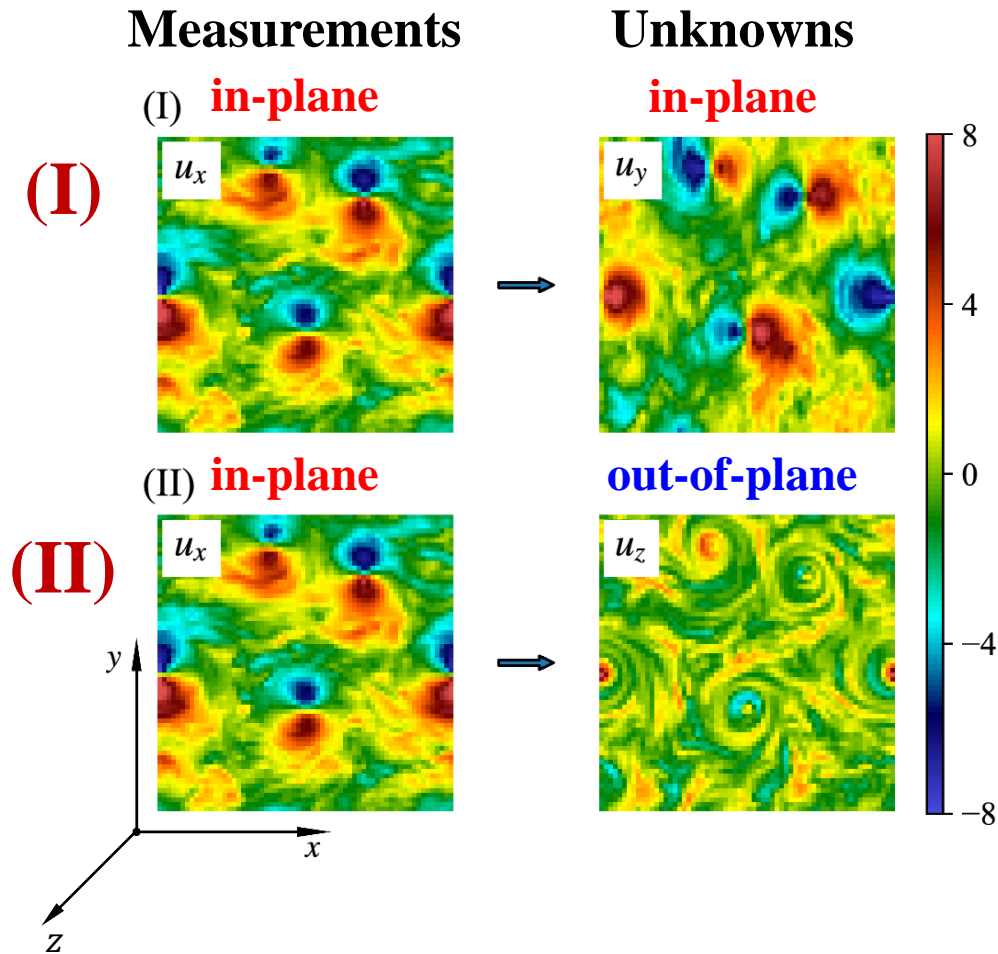 Measurements Unknowns
(I) in-plane in-plane
(I)
u_x u_y
8
4
0
−4
−8
(II) in-plane out-of-plane
(II)
u_x u_z
y
x
z